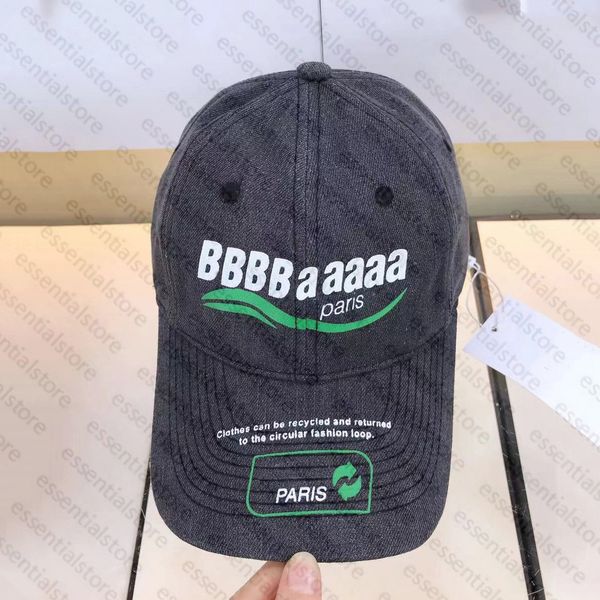 BBBBaaaaa
paris
Clothes can be recycled and returned
to the circular fashion loop.
PARIS
essentialstore